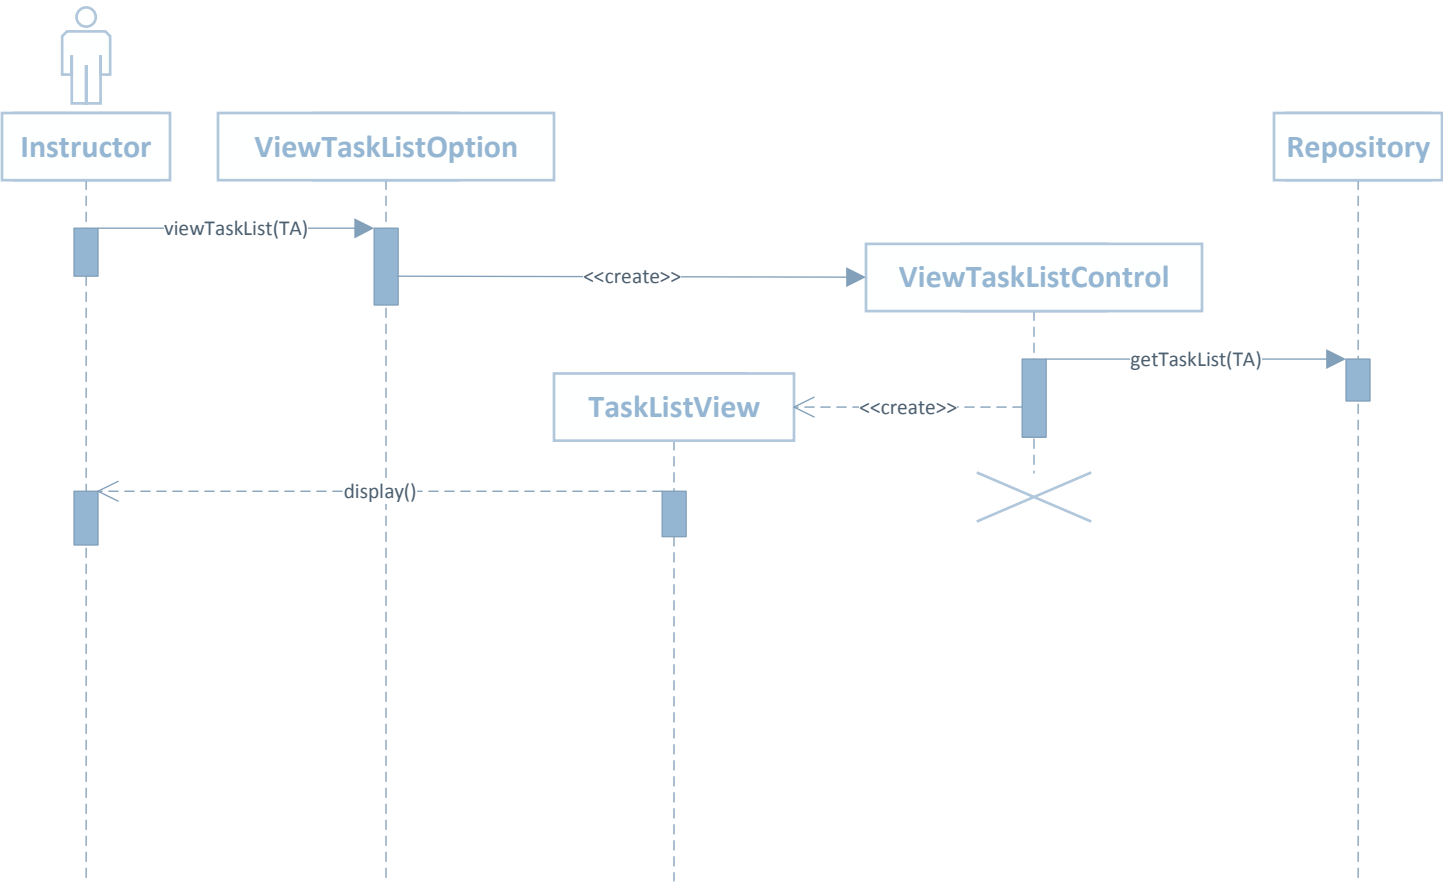 Instructor
ViewTaskListOption
Repository
viewTaskList(TA)
<<create>>
ViewTaskListControl
getTaskList(TA)
TaskListView
<<create>>
display()